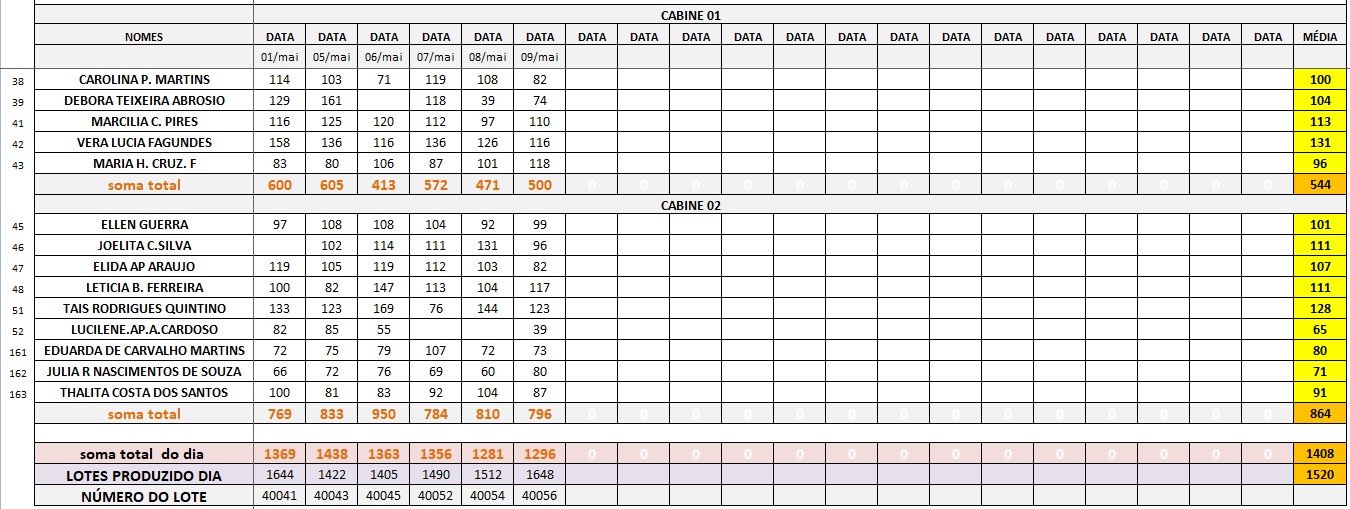 CABINE 01
NOMES DATA DATA DATA DATA DATA DATA DATA DATA DATA DATA DATA DATA DATA DATA DATA DATA DATA DATA DATA DATA MÉDIA
01/mai 05/mai 06/mai 07/mai 08/mai 09/mai
38 CAROLINA P. MARTINS 114 103 71 119 108 82 100
39 DEBORA TEIXEIRA ABROSIO 129 161 118 39 74 104
41 MARCILIA C. PIRES 116 125 120 112 97 110 113
42 VERA LUCIA FAGUNDES 158 136 116 136 126 116 131
43 MARIA H. CRUZ. F 83 80 106 87 101 118 96
soma total 600 605 413 572 471 500 0 0 0 0 0 0 0 0 0 0 0 0 0 0 544
CABINE 02
45 ELLEN GUERRA 97 108 108 104 92 99 101
46 JOELITA C.SILVA 102 114 111 131 96 111
47 ELIDA AP ARAUJO 119 105 119 112 103 82 107
48 LETICIA B. FERREIRA 100 82 147 113 104 117 111
51 TAIS RODRIGUES QUINTINO 133 123 169 76 144 123 128
52 LUCILENE.AP.A.CARDOSO 82 85 55 39 65
161 EDUARDA DE CARVALHO MARTINS 72 75 79 107 72 73 80
162 JULIA R NASCIMENTOS DE SOUZA 66 72 76 69 60 80 71
163 THALITA COSTA DOS SANTOS 100 81 83 92 104 87 91
soma total 769 833 950 784 810 796 0 0 0 0 0 0 0 0 0 0 0 0 0 0 864
soma total do dia 1369 1438 1363 1356 1281 1296 0 0 0 0 0 0 0 0 0 0 0 0 0 0 1408
LOTES PRODUZIDO DIA 1644 1422 1405 1490 1512 1648 1520
NÚMERO DO LOTE 40041 40043 40045 40052 40054 40056